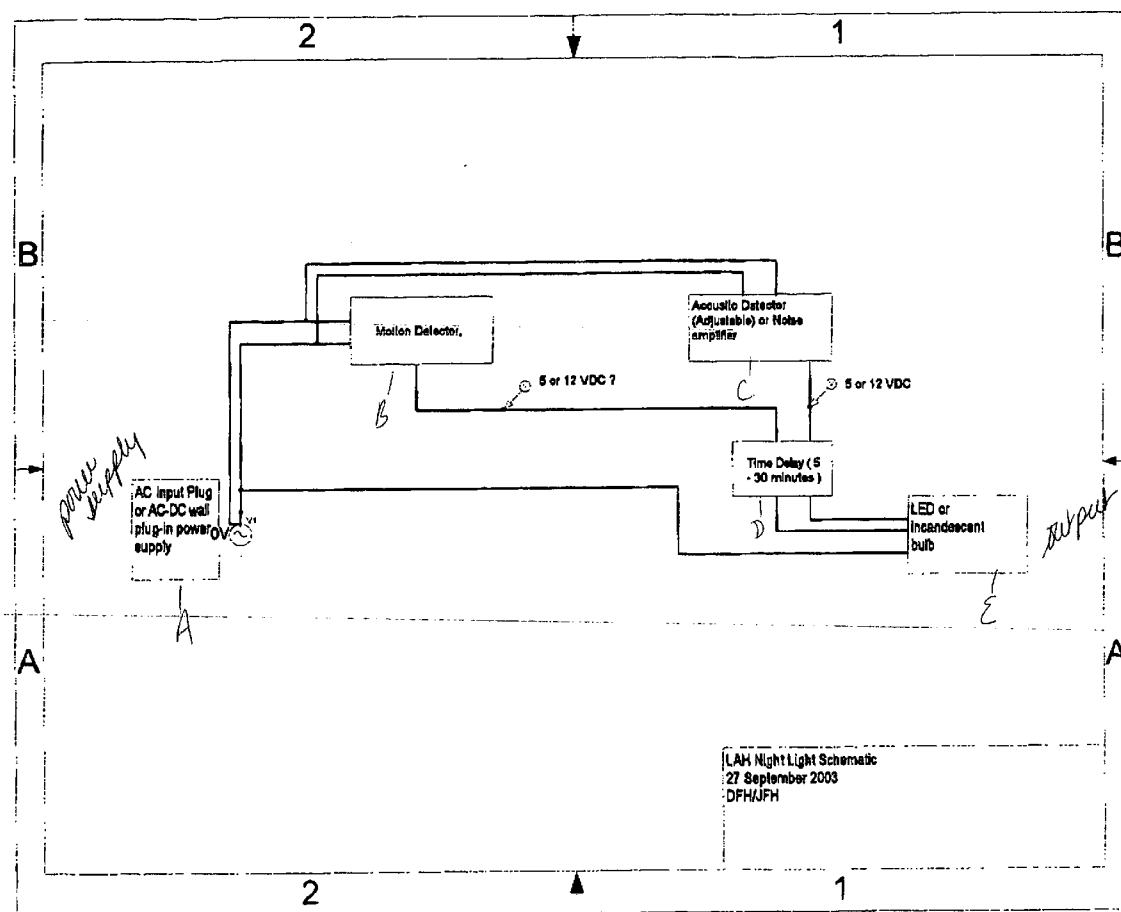 2
1
B
B
Motion Detector.
Acoustic Detector
(Adjustable) or Noise
amplifier
5 or 12 VDC ?
B
C
5 or 12 VDC
power
supply
AC Input Plug
or AC-DC wall
plug-in power
supply
0V
V1
Time Delay ( 5
- 30 minutes )
D
LED or
incandescent
bulb
output
A
E
A
A
LAH Night Light Schematic
27 September 2003
DFH/JFH
2
1